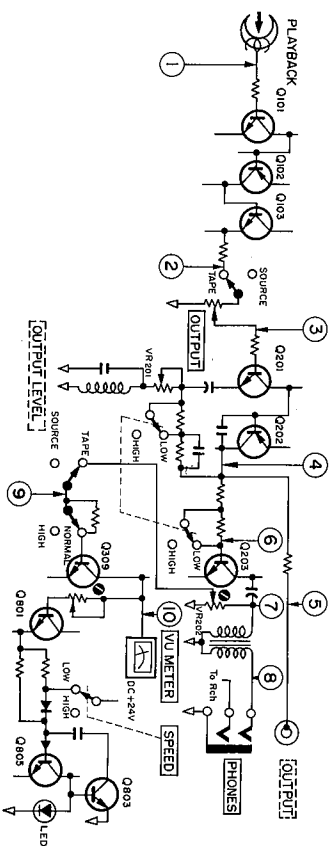 PLAYBACK
1
Q101
Q102
Q103
2
SOURCE
TAPE
OUTPUT
3
Q201
Q202
VR201
OUTPUT LEVEL
LOW
HIGH
4
5
OUTPUT
6
LOW
HIGH
Q203
7
VR202
8
To Rch
PHONES
SOURCE
TAPE
9
NORMAL
HIGH
Q309
10
VU METER
Q801
LOW
HIGH
DC+24V
SPEED
Q805
Q803
LED